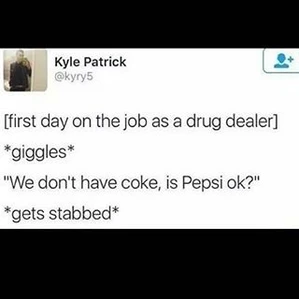 Kyle Patrick
@kyry5
[first day on the job as a drug dealer]
*giggles*
"We don't have coke, is Pepsi ok?"
*gets stabbed*